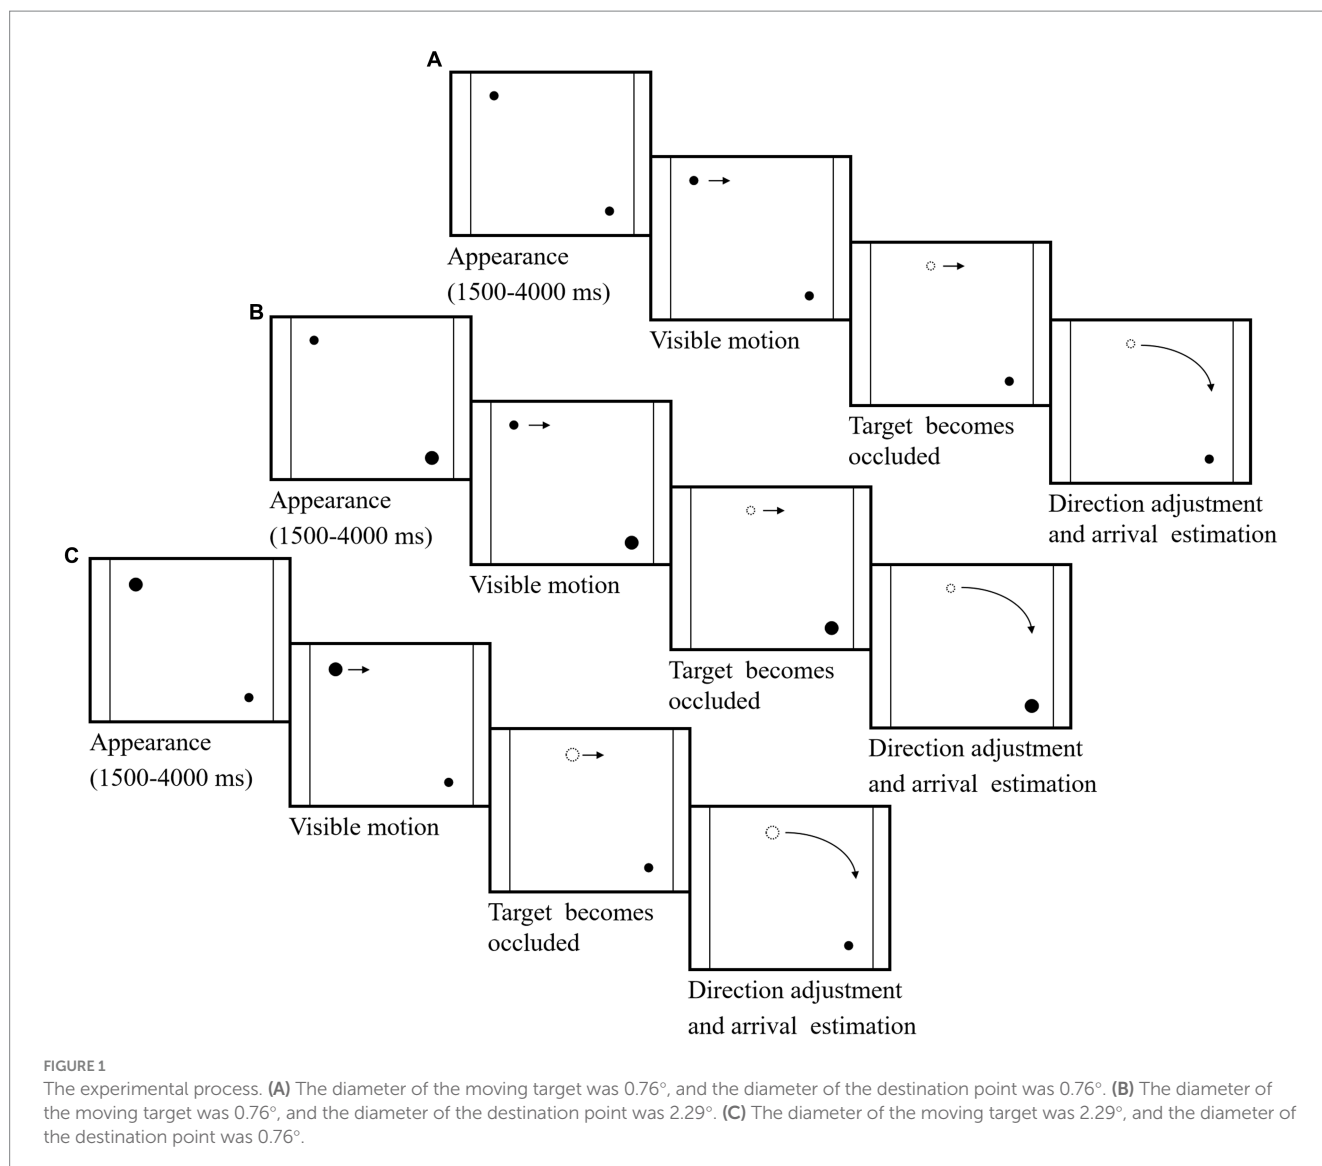 A
Appearance
(1500-4000 ms)
Visible motion
Target becomes
occluded
Direction adjustment
and arrival estimation
B
Appearance
(1500-4000 ms)
Visible motion
Target becomes
occluded
Direction adjustment
and arrival estimation
C
Appearance
(1500-4000 ms)
Visible motion
Target becomes
occluded
Direction adjustment
and arrival estimation
FIGURE 1
The experimental process. (A) The diameter of the moving target was 0.76°, and the diameter of the destination point was 0.76°. (B) The diameter of
the moving target was 0.76°, and the diameter of the destination point was 2.29°. (C) The diameter of the moving target was 2.29°, and the diameter of
the destination point was 0.76°.